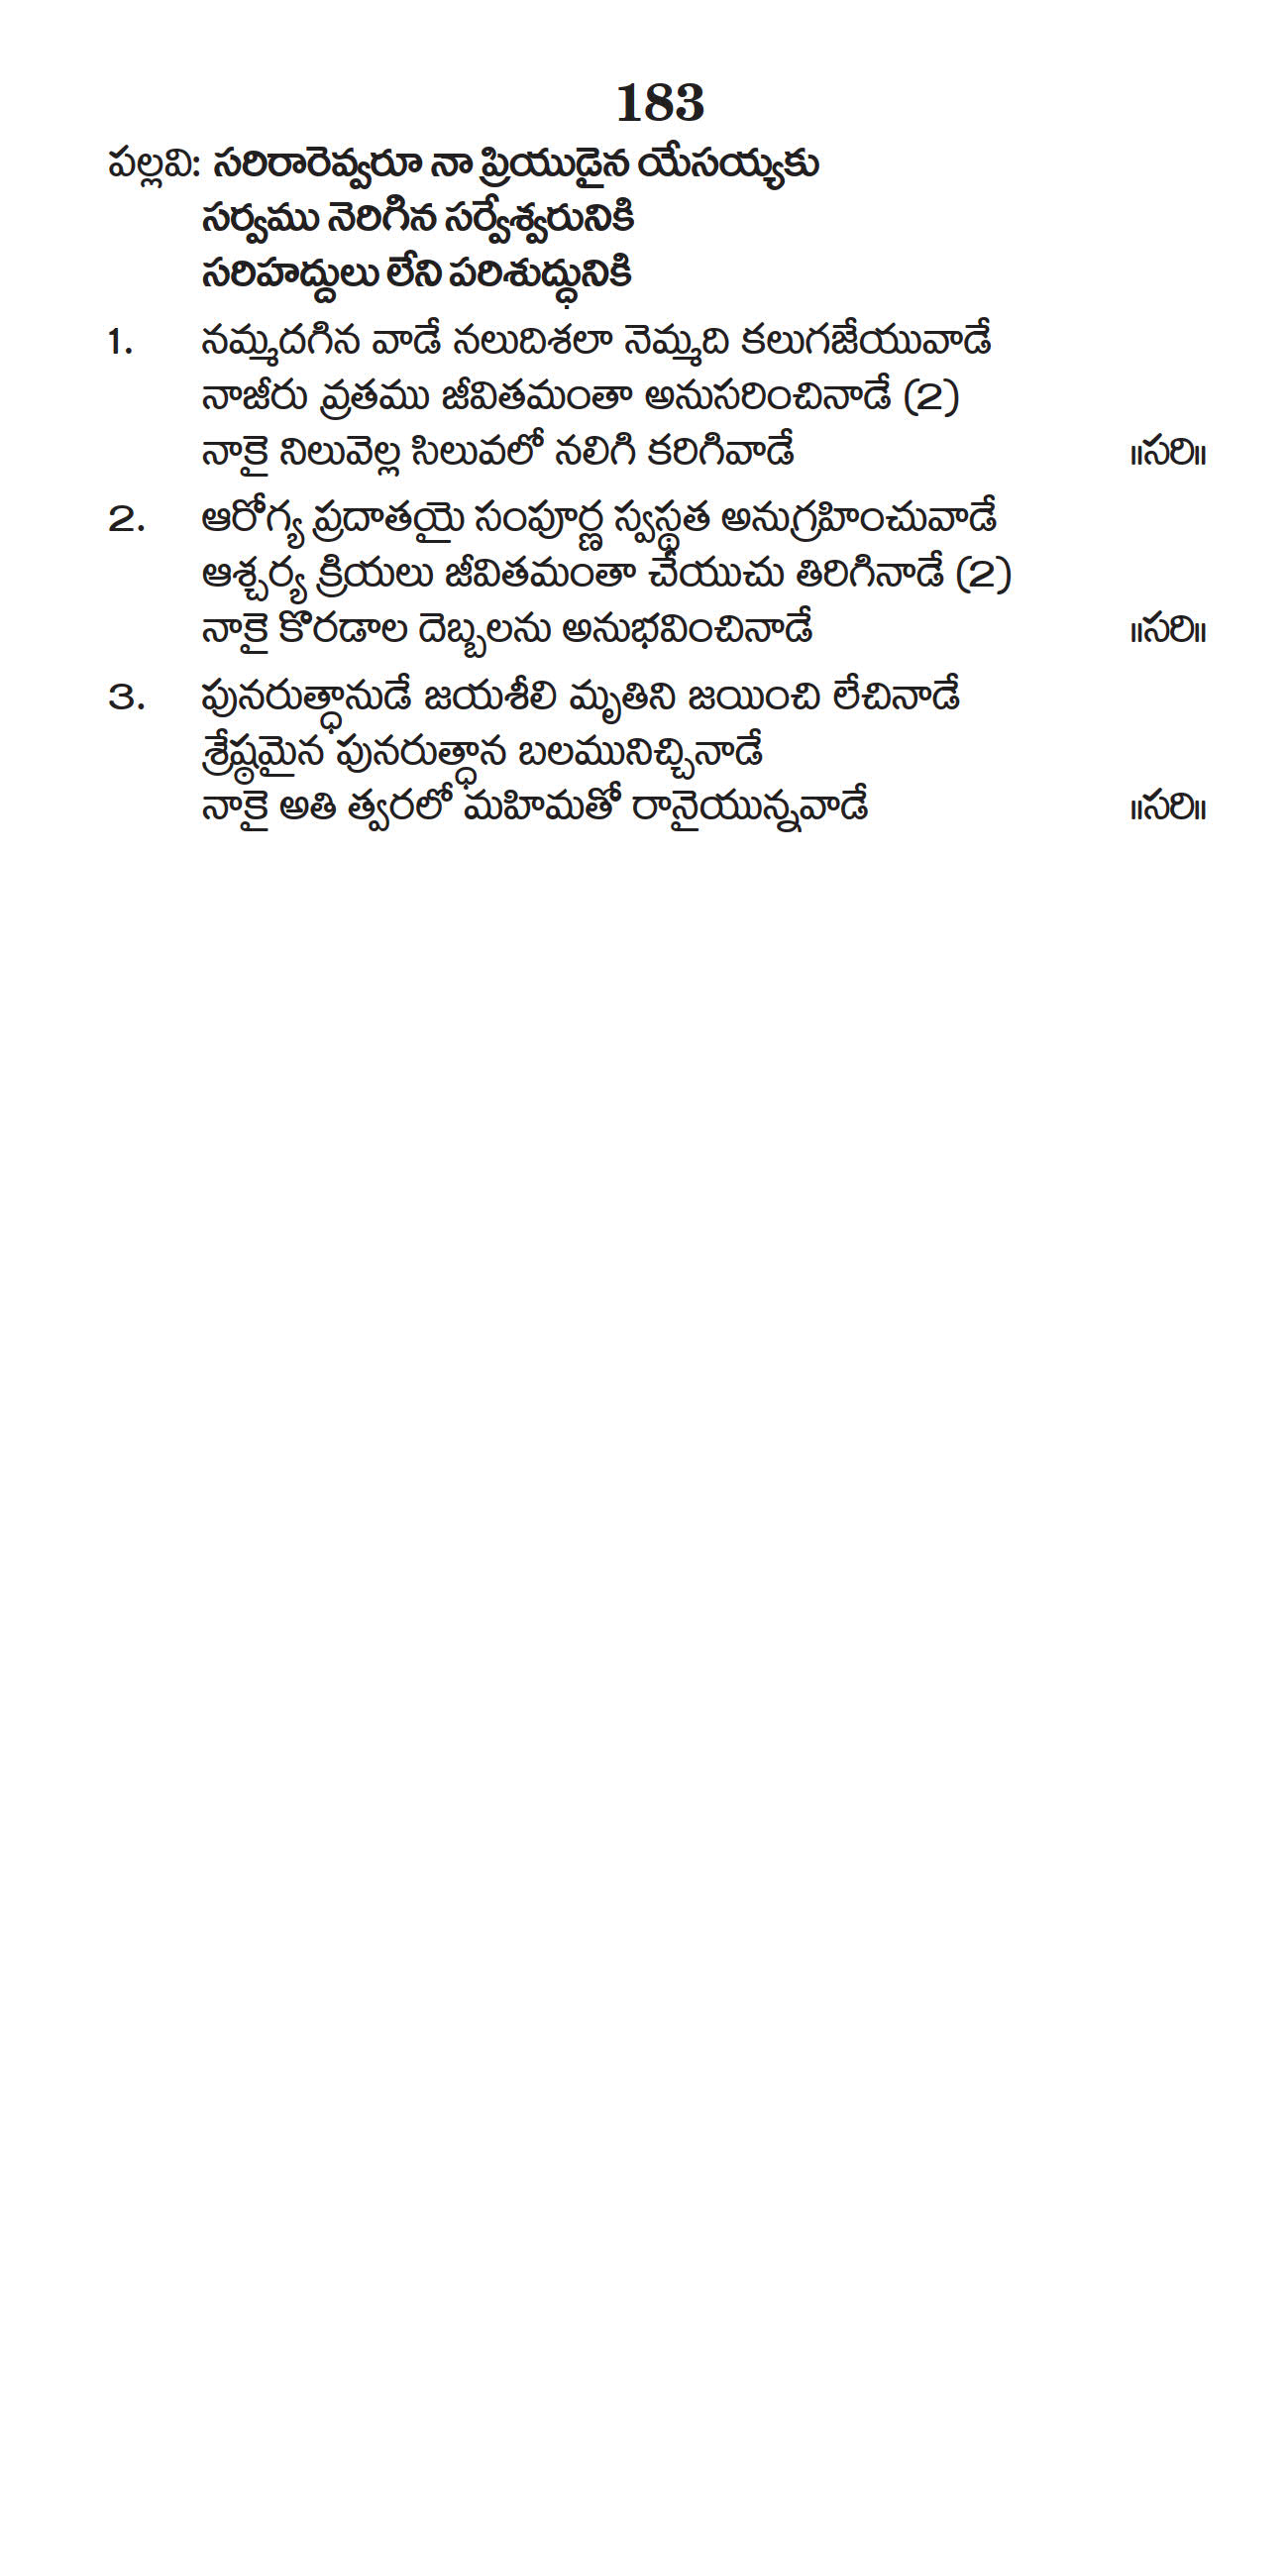 183
పల్లవి: సరిరారెవ్వరూ నా ప్రియుడైన యేసయ్యకు
సర్వము నెరిగిన సర్వేశ్వరునికి
సరిహద్దులు లేని పరిశుద్ధునికి
1. నమ్మదగిన వాడే నలుదిశలా నెమ్మది కలుగజేయువాడే
నాజీరు వ్రతము జీవితమంతా అనుసరించినాడే (2)
నాకై నిలువెల్ల సిలువలో నలిగి కరిగివాడే ॥సరి॥
2. ఆరోగ్య ప్రదాతయై సంపూర్ణ స్వస్థత అనుగ్రహించువాడే
ఆశ్చర్య క్రియలు జీవితమంతా చేయుచు తిరిగినాడే (2)
నాకై కొరడాల దెబ్బలను అనుభవించినాడే ॥సరి॥
3. పునరుత్ధానుడే జయశీలి మృతిని జయించి లేచినాడే
శ్రేష్ఠమైన పునరుత్ధాన బలమునిచ్చినాడే
నాకై అతి త్వరలో మహిమతో రానైయున్నవాడే ॥సరి॥